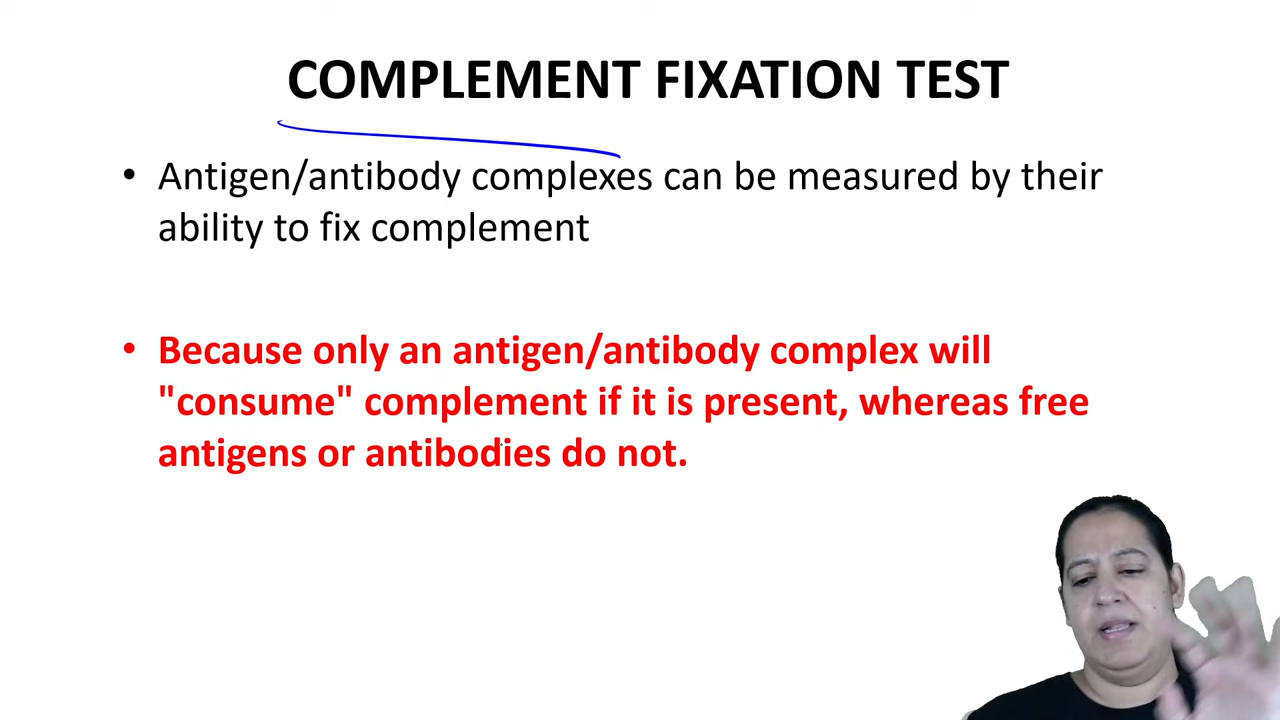 COMPLEMENT FIXATION TEST
• Antigen/antibody complexes can be measured by their
ability to fix complement
• Because only an antigen/antibody complex will
"consume" complement if it is present, whereas free
antigens or antibodies do not.